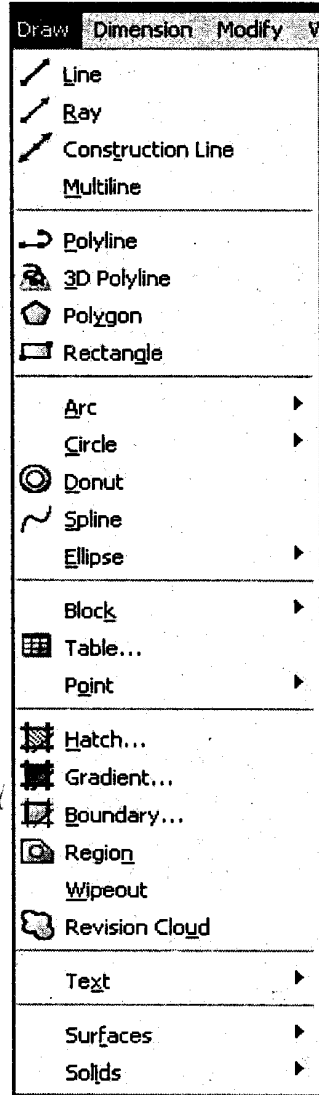 Draw Dimension Modify V
Line
Ray
Construction Line
Multiline
Polyline
3D Polyline
Polygon
Rectangle
Arc
Circle
Donut
Spline
Ellipse
Block
Table...
Point
Hatch...
Gradient...
Boundary...
Region
Wipeout
Revision Cloud
Text
Surfaces
Solids